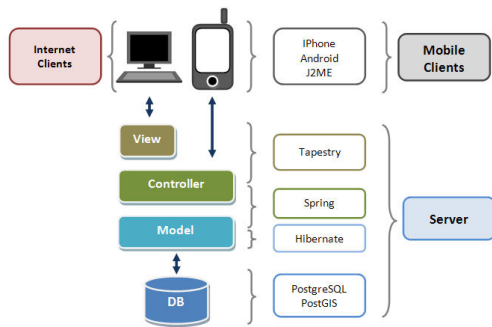 Internet
Clients
IPhone
Android
J2ME
Mobile
Clients
View
Tapestry
Controller
Spring
Server
Model
Hibernate
DB
PostgreSQL
PostGIS